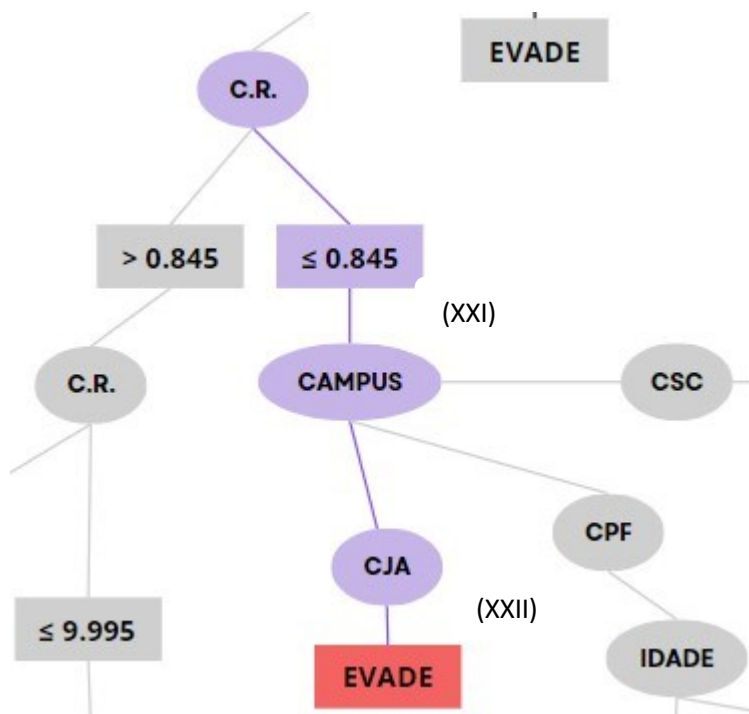 EVADE
C.R.
> 0.845
≤ 0.845
(XXI)
C.R.
CAMPUS
CSC
CPF
CJA
(XXII)
≤ 9.995
IDADE
EVADE